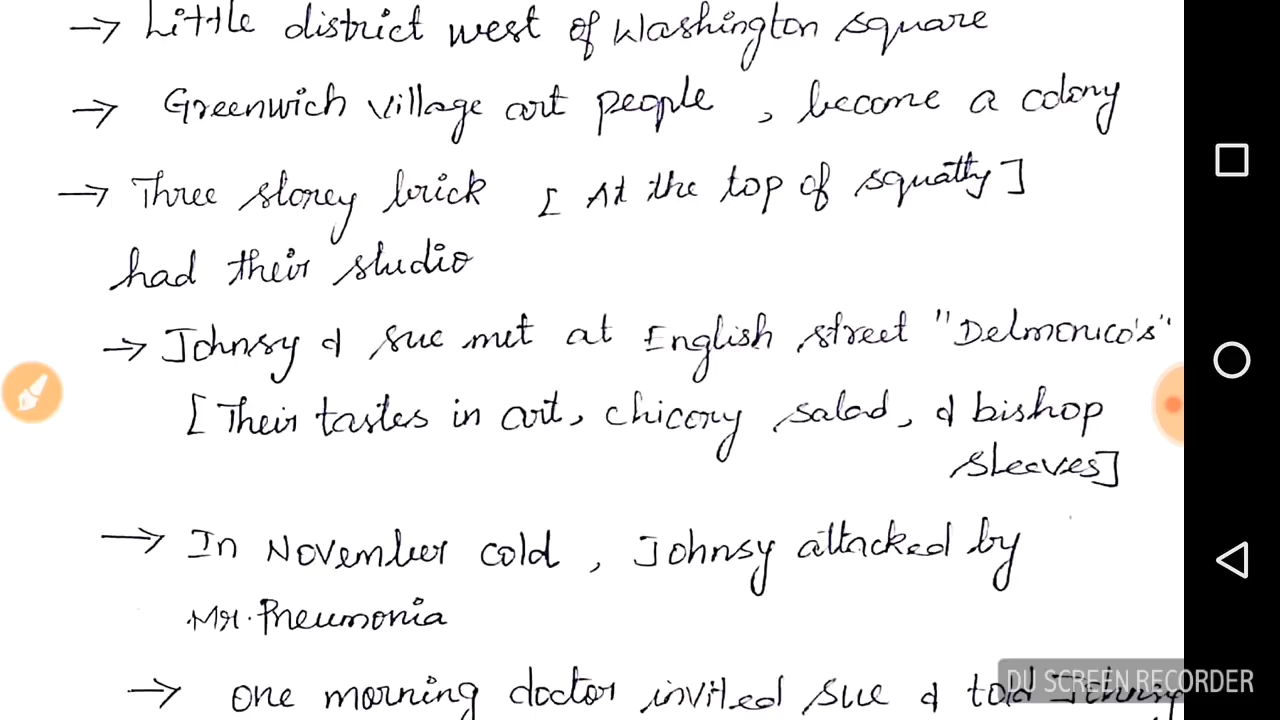 → Little district west of Washington square
→ Greenwich Village art people, become a colony
→ Three storey brick [At the top of squatty]
had their studio
→ Johnsy & sue met at English street "Delmonico's"
[Their tastes in art, chicory salad, & bishop
sleeves]
→ In November cold, Johnsy attacked by
Mr. Pneumonia
→ one morning doctor invited sue & told Johnsy
DU SCREEN RECORDER